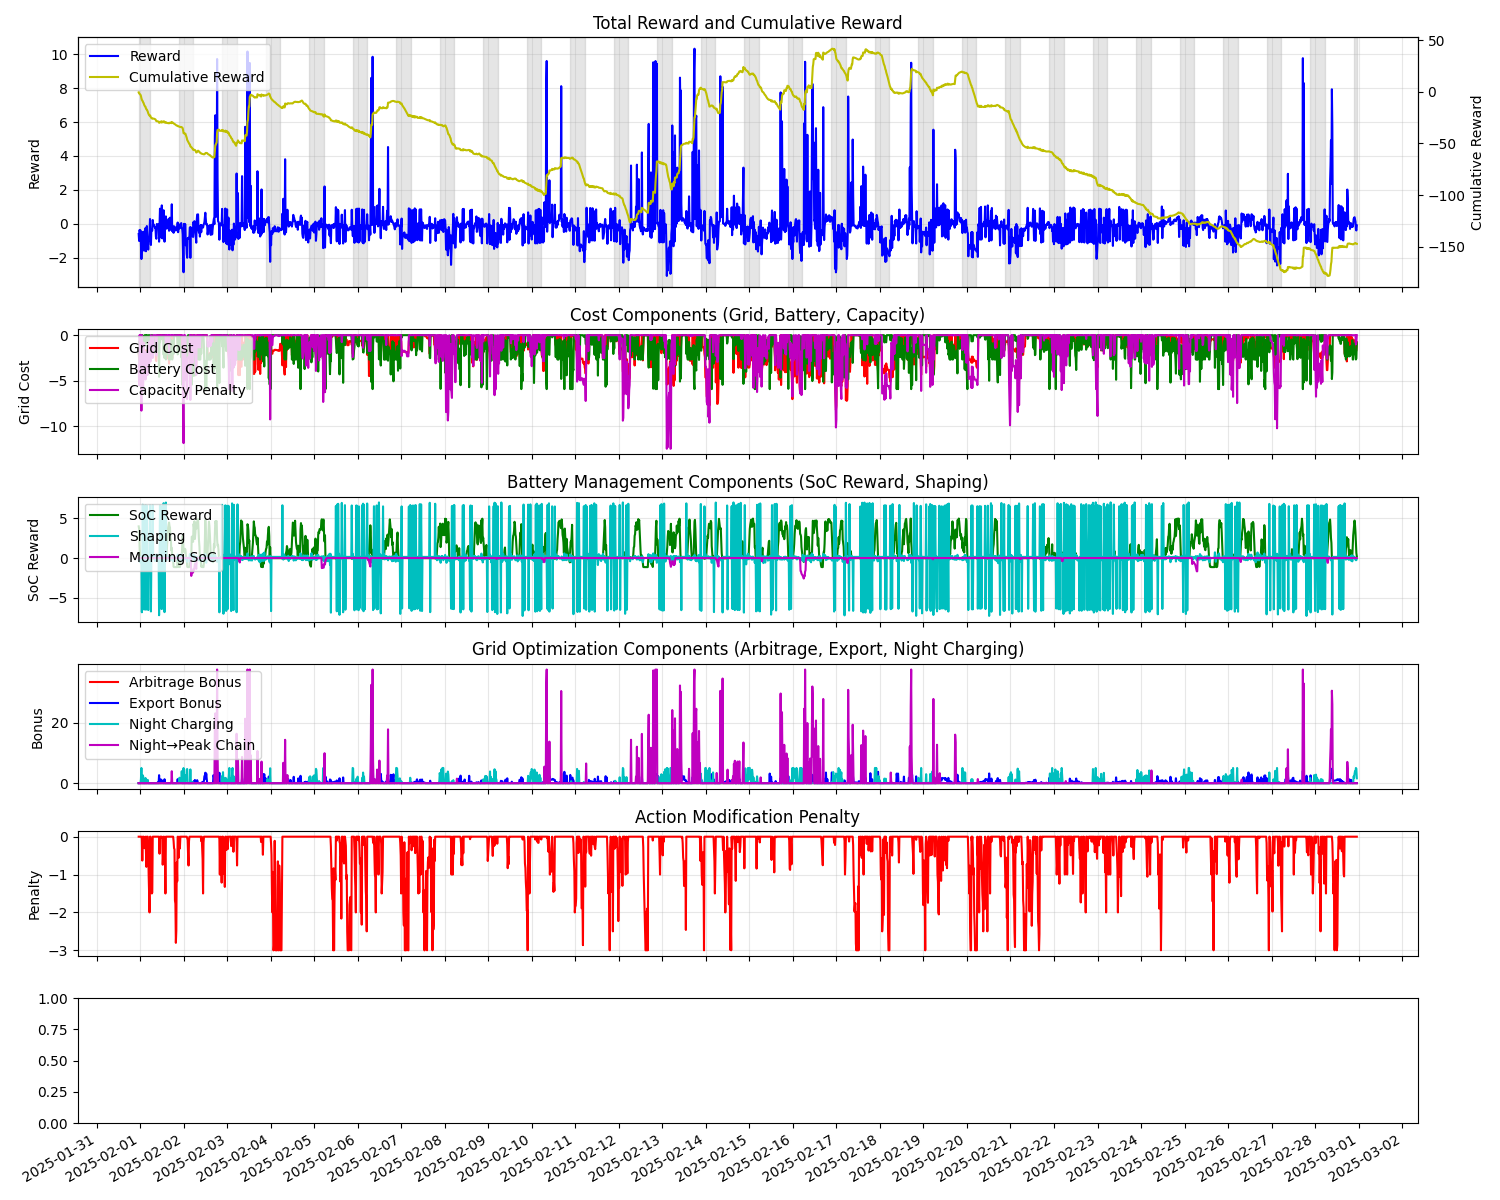 Total Reward and Cumulative Reward
Reward
Cumulative Reward
10
8
6
4
2
0
−2
Reward
50
0
−50
−100
−150
Cumulative Reward
Cost Components (Grid, Battery, Capacity)
Grid Cost
Battery Cost
Capacity Penalty
0
−5
−10
Grid Cost
Battery Management Components (SoC Reward, Shaping)
SoC Reward
Shaping
Morning SoC
5
0
−5
SoC Reward
Grid Optimization Components (Arbitrage, Export, Night Charging)
Arbitrage Bonus
Export Bonus
Night Charging
Night→Peak Chain
20
0
Bonus
Action Modification Penalty
0
−1
−2
−3
Penalty
1.00
0.75
0.50
0.25
0.00
2025-01-31
2025-02-01
2025-02-02
2025-02-03
2025-02-04
2025-02-05
2025-02-06
2025-02-07
2025-02-08
2025-02-09
2025-02-10
2025-02-11
2025-02-12
2025-02-13
2025-02-14
2025-02-15
2025-02-16
2025-02-17
2025-02-18
2025-02-19
2025-02-20
2025-02-21
2025-02-22
2025-02-23
2025-02-24
2025-02-25
2025-02-26
2025-02-27
2025-02-28
2025-03-01
2025-03-02